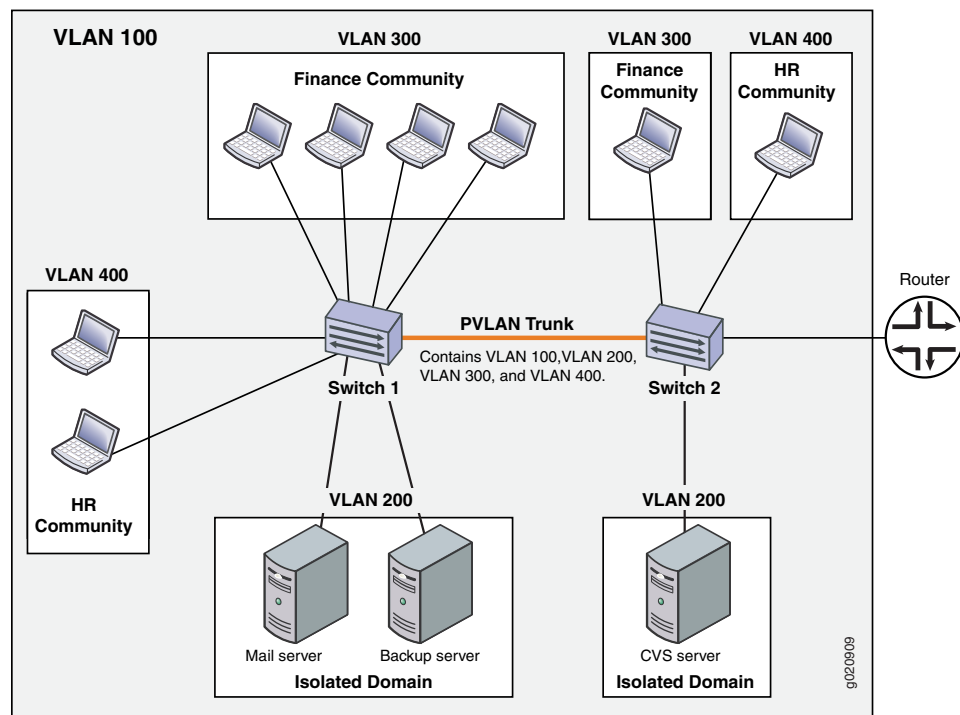 VLAN 100
VLAN 300
Finance Community
VLAN 300
Finance
Community
VLAN 400
HR
Community
VLAN 400
HR
Community
Router
PVLAN Trunk
Contains VLAN 100,VLAN 200,
VLAN 300, and VLAN 400.
Switch 1
Switch 2
VLAN 200
Mail server
Backup server
Isolated Domain
VLAN 200
CVS server
Isolated Domain
g020909